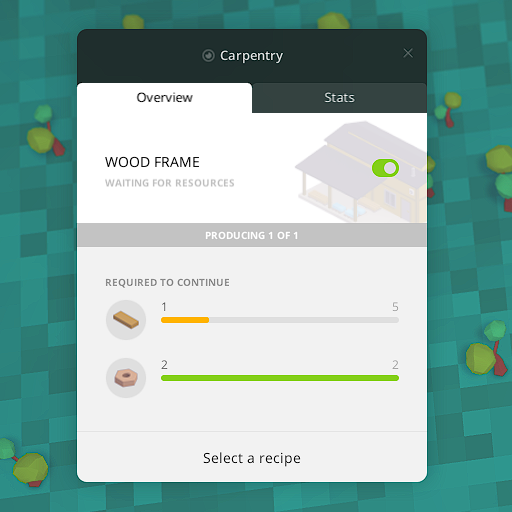 Carpentry
Overview
Stats
WOOD FRAME
WAITING FOR RESOURCES
PRODUCING 1 OF 1
REQUIRED TO CONTINUE
1 5
2 2
Select a recipe